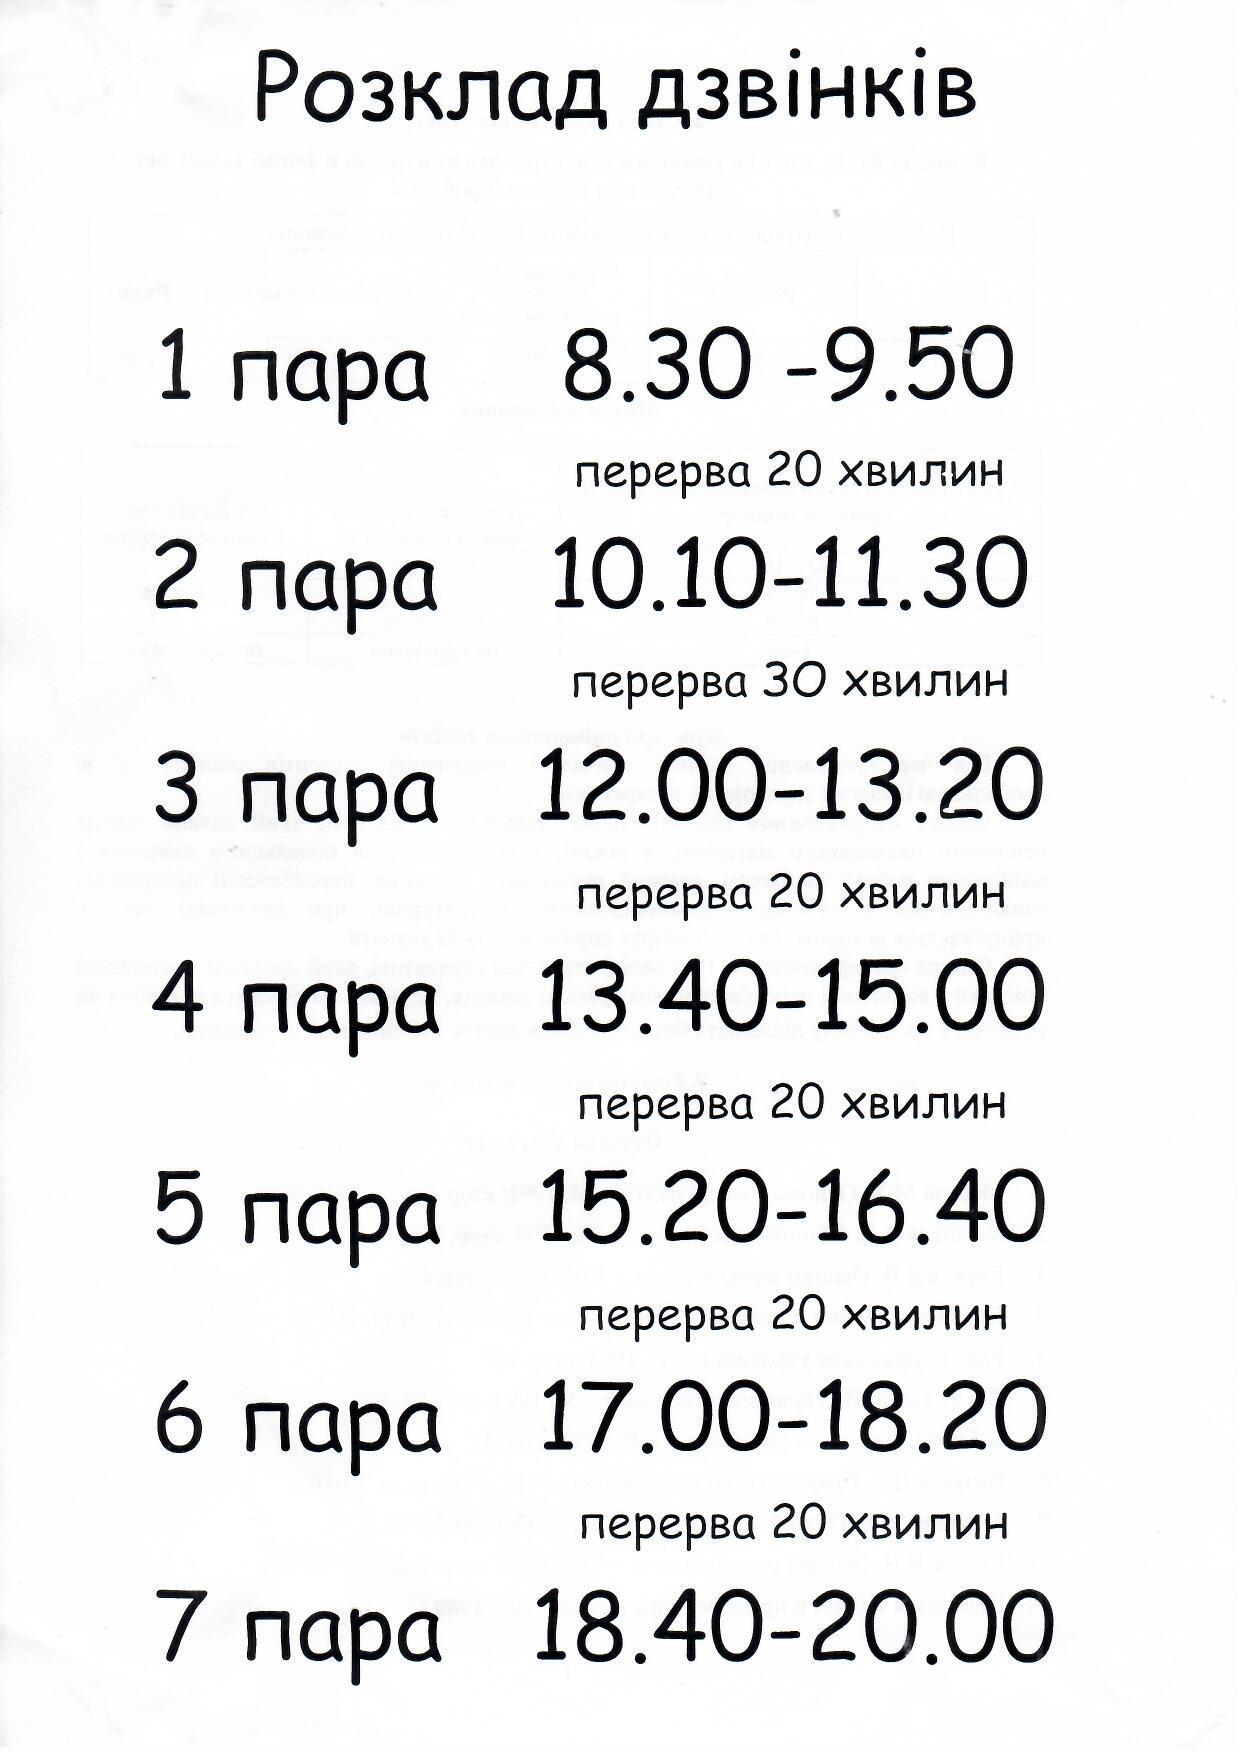 Розклад дзвінків
1 пара 8.30 -9.50
перерва 20 хвилин
2 пара 10.10-11.30
перерва 30 хвилин
3 пара 12.00-13.20
перерва 20 хвилин
4 пара 13.40-15.00
перерва 20 хвилин
5 пара 15.20-16.40
перерва 20 хвилин
6 пара 17.00-18.20
перерва 20 хвилин
7 пара 18.40-20.00